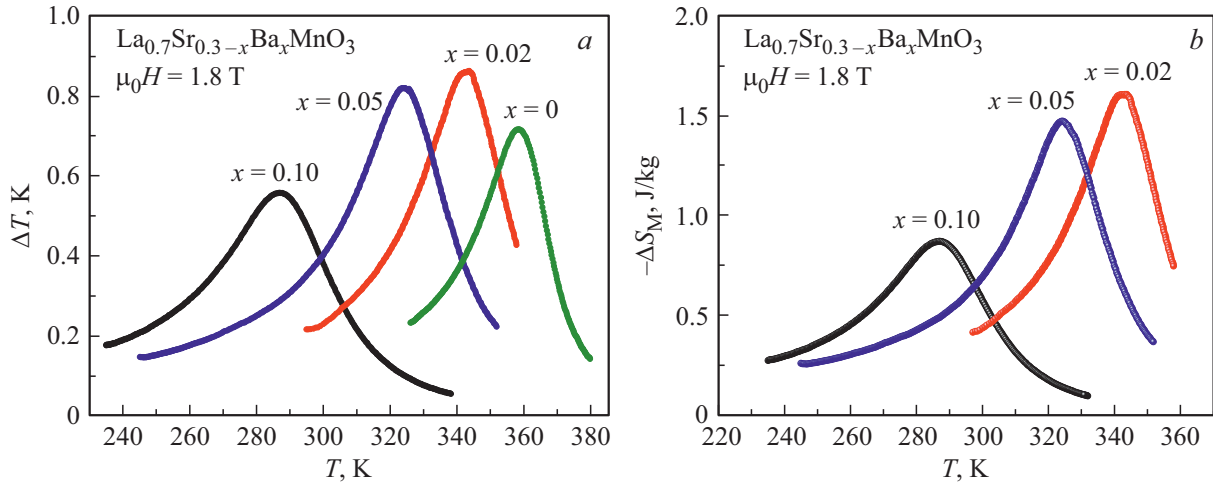 La0.7Sr0.3–xBaxMnO3
a
μ0H = 1.8 T
x = 0.02
x = 0.05
x = 0
x = 0.10
1.0
0.8
0.6
0.4
0.2
0
ΔT, K
240 260 280 300 320 340 360 380
T, K
La0.7Sr0.3–xBaxMnO3
b
μ0H = 1.8 T
x = 0.02
x = 0.05
x = 0.10
2.0
1.5
1.0
0.5
0
–ΔSM, J/kg
220 240 260 280 300 320 340 360
T, K